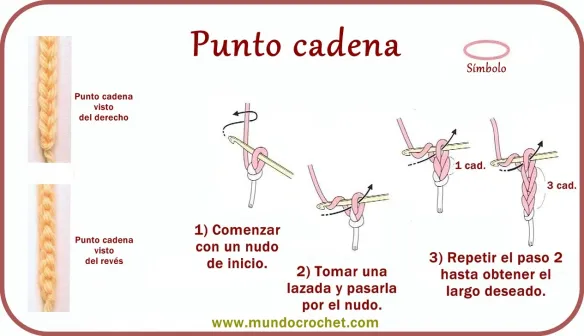 Punto cadena
Símbolo
Punto cadena
visto
del derecho
Punto cadena
visto
del revés
1) Comenzar
con un nudo
de inicio.
2) Tomar una
lazada y pasarla
por el nudo.
1 cad.
3 cad.
3) Repetir el paso 2
hasta obtener el
largo deseado.
www.mundocrochet.com